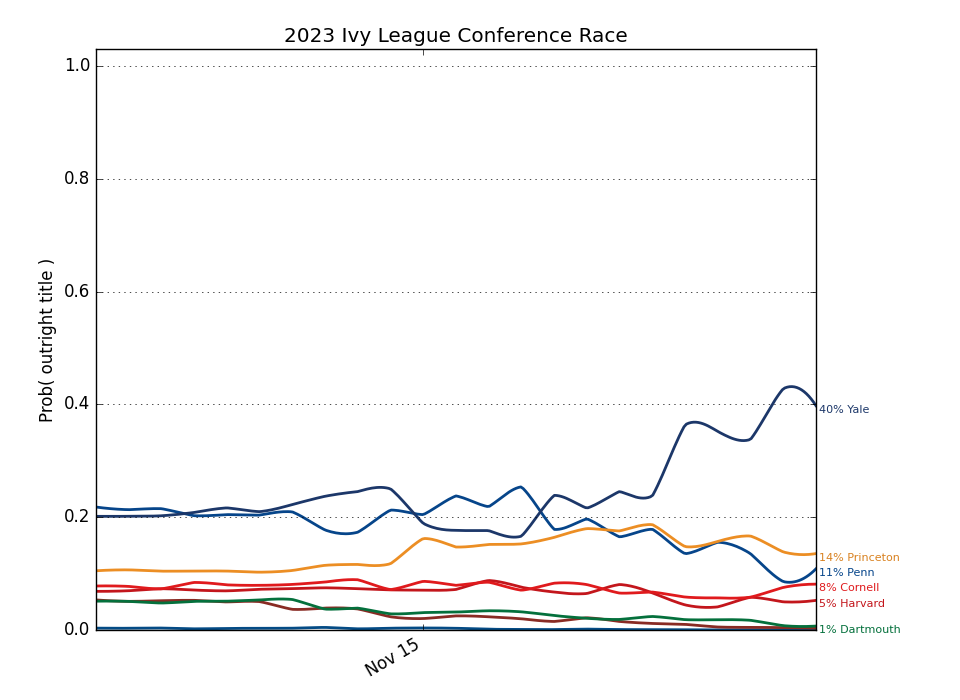 2023 Ivy League Conference Race
Prob( outright title )
1.0
0.8
0.6
0.4
0.2
0.0
Nov 15
40% Yale
14% Princeton
11% Penn
8% Cornell
5% Harvard
1% Dartmouth